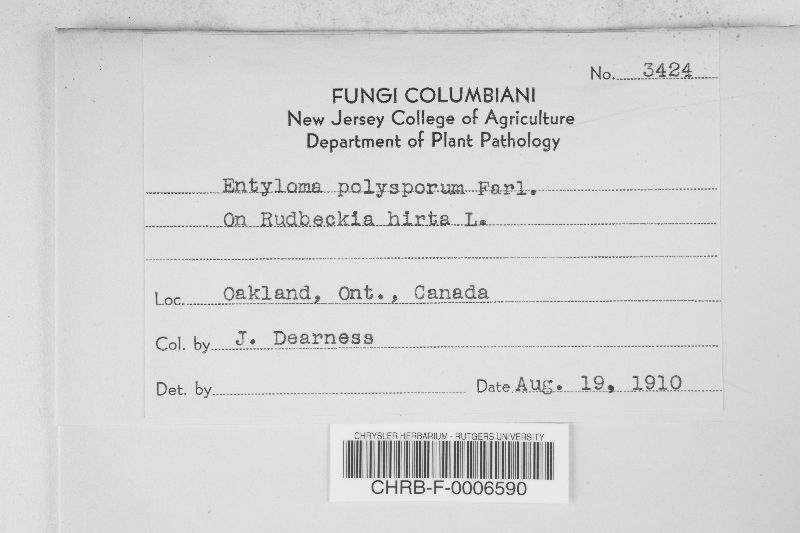 No. 3424
FUNGI COLUMBIANI
New Jersey College of Agriculture
Department of Plant Pathology
Entyloma polysporum Farl.
On Rudbeckia hirta L.
Loc. Oakland, Ont., Canada
Col. by J. Dearness
Det. by
Date Aug. 19, 1910
CHRYSLER HERBARIUM - RUTGERS UNIVERSITY
CHRB-F-0006590